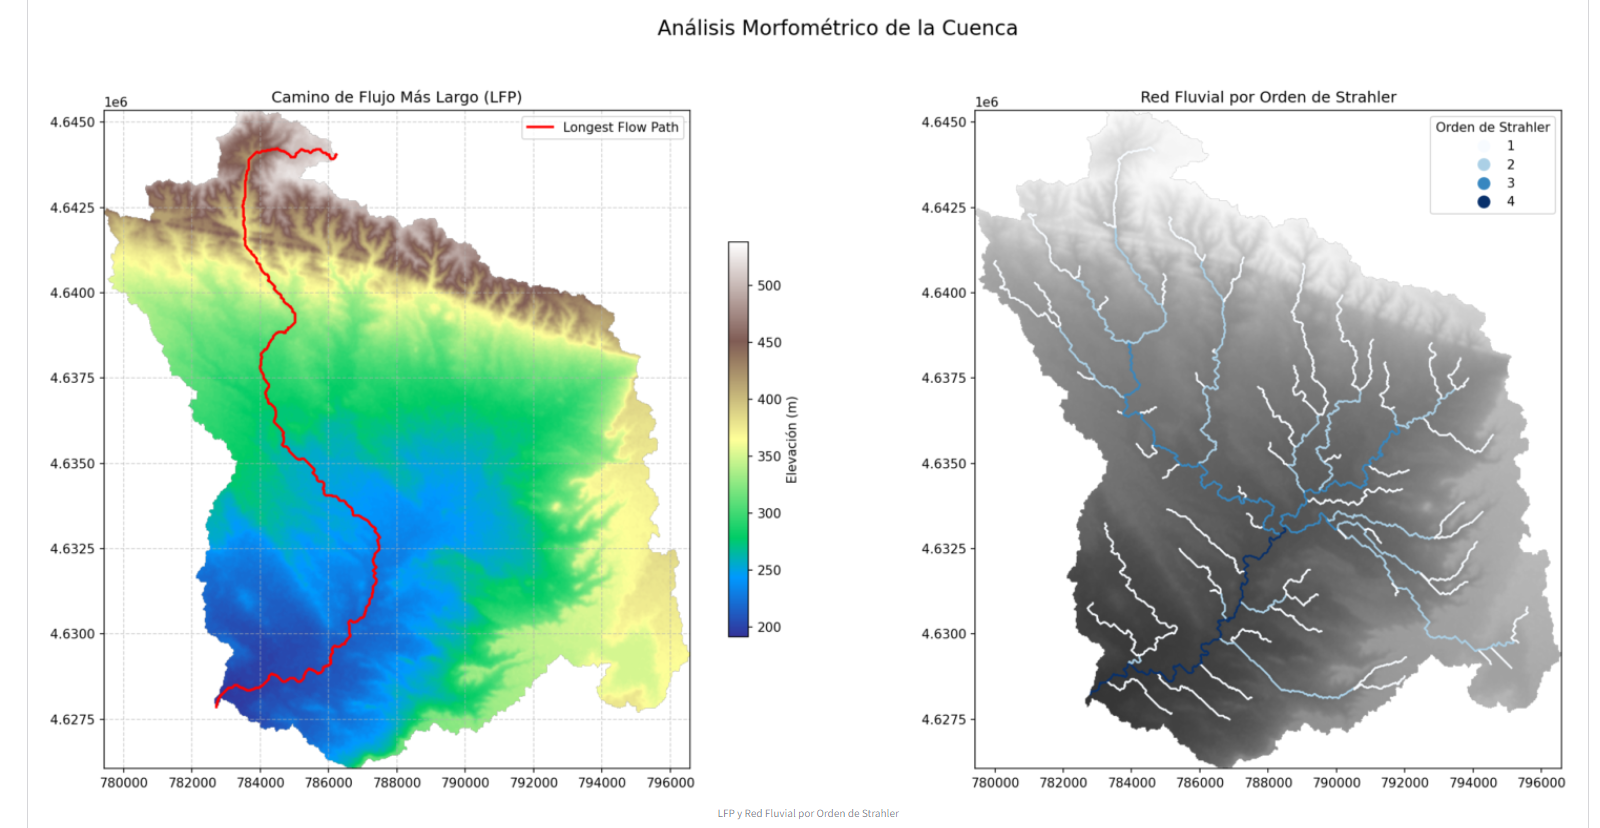 Análisis Morfométrico de la Cuenca
Camino de Flujo Más Largo (LFP)
1e6
4.6450
4.6425
4.6400
4.6375
4.6350
4.6325
4.6300
4.6275
780000 782000 784000 786000 788000 790000 792000 794000 796000
Longest Flow Path
500
450
400
350
300
250
200
Elevación (m)
Red Fluvial por Orden de Strahler
1e6
4.6450
4.6425
4.6400
4.6375
4.6350
4.6325
4.6300
4.6275
780000 782000 784000 786000 788000 790000 792000 794000 796000
Orden de Strahler
1
2
3
4
LFP y Red Fluvial por Orden de Strahler